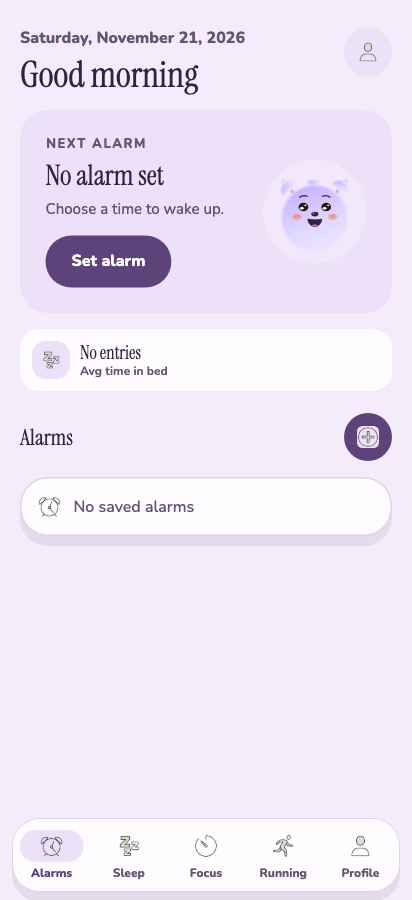 Saturday, November 21, 2026
Good morning
NEXT ALARM
No alarm set
Choose a time to wake up.
Set alarm
No entries
Avg time in bed
Alarms
No saved alarms
Alarms
Sleep
Focus
Running
Profile